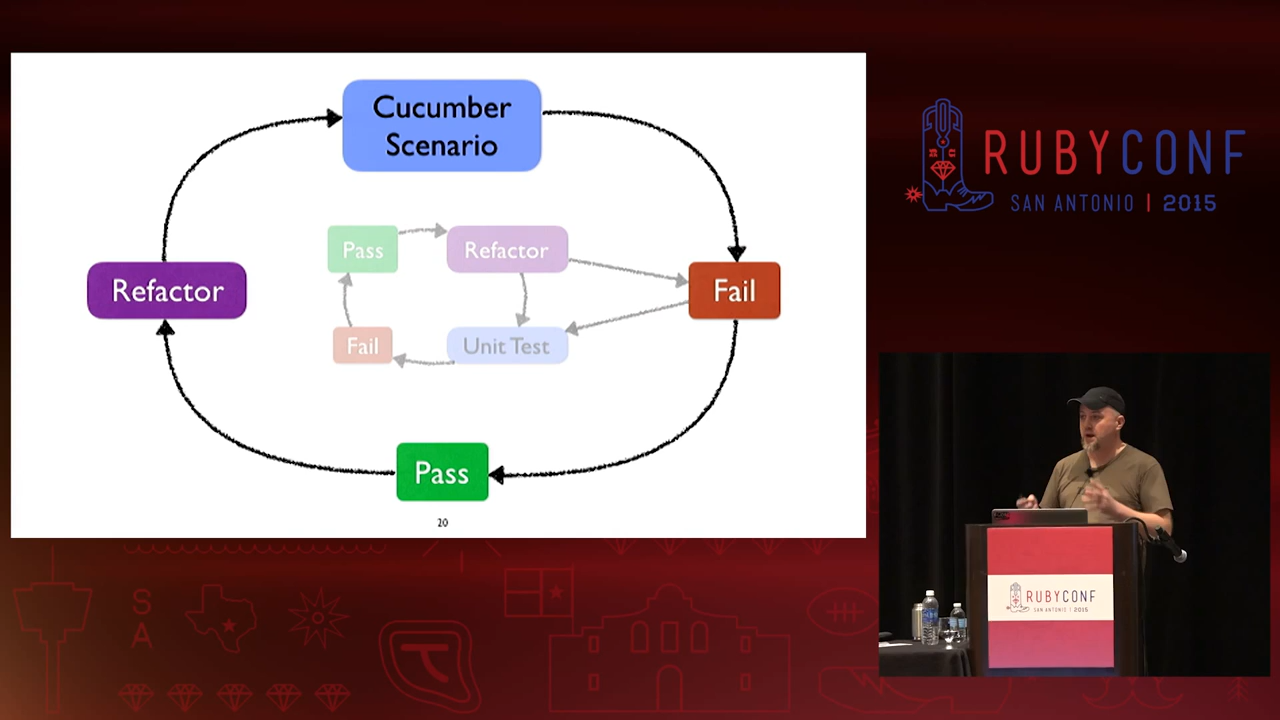 Cucumber
Scenario
Pass
Refactor
Refactor
Fail
Fail
Unit Test
Pass
20
RUBYCONF
SAN ANTONIO | 2015
S
A
RUBYCONF
SAN ANTONIO | 2015